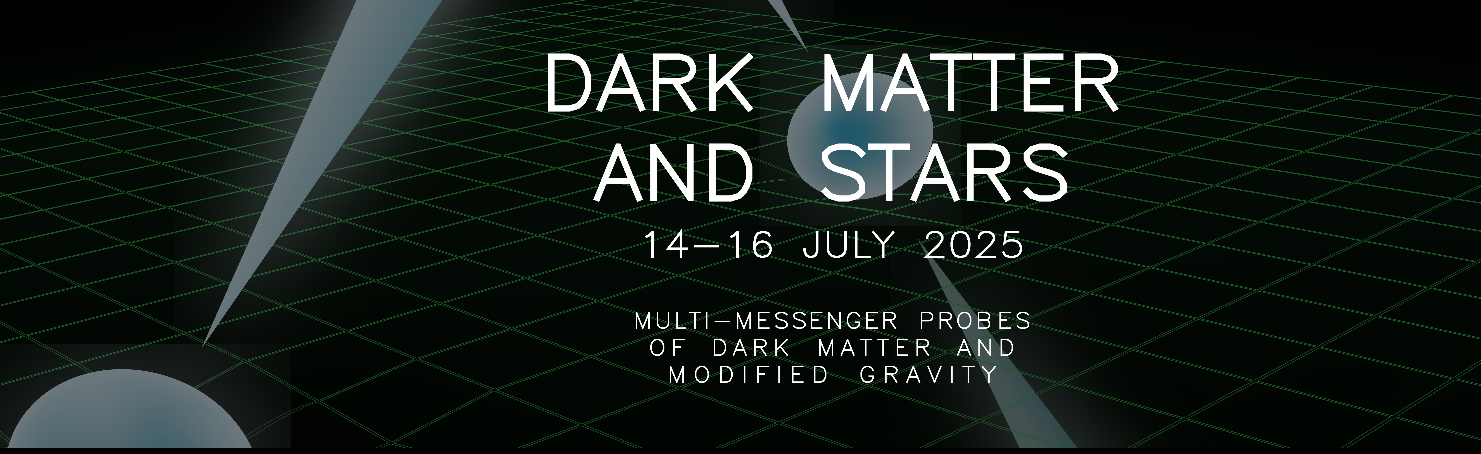 DARK MATTER
AND STARS
14-16 JULY 2025
MULTI-MESSENGER PROBES
OF DARK MATTER AND
MODIFIED GRAVITY